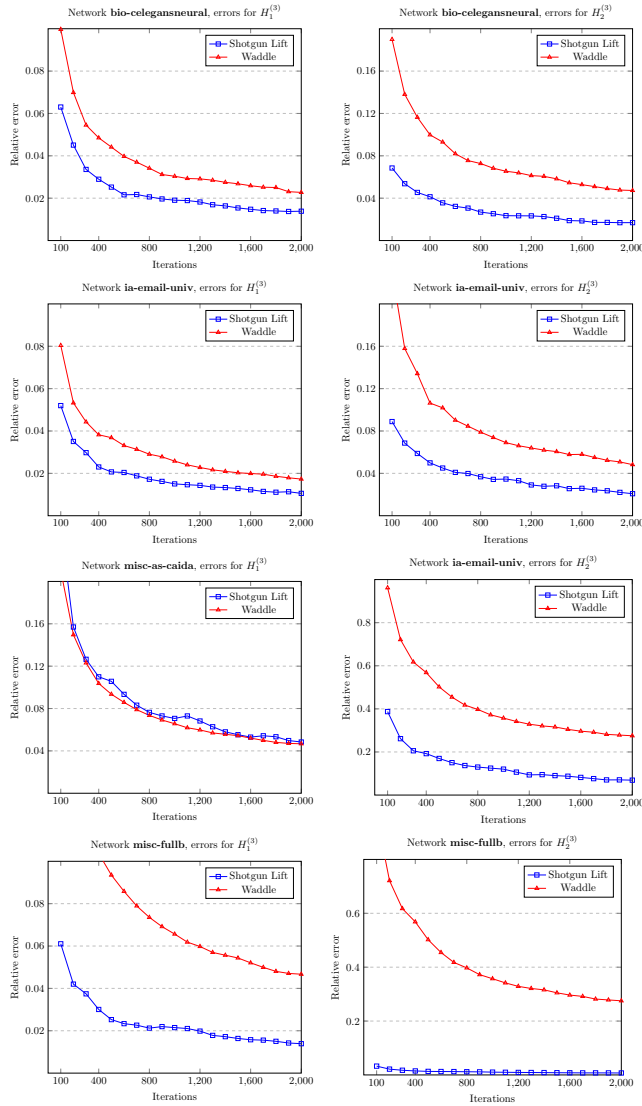 Network bio-celegansneural, errors for H_1^{(3)}
0.08
0.06
0.04
0.02
Relative error
Shotgun Lift
Waddle
100 400 800 1,200 1,600 2,000
Iterations
Network bio-celegansneural, errors for H_2^{(3)}
0.16
0.12
0.08
0.04
Relative error
Shotgun Lift
Waddle
100 400 800 1,200 1,600 2,000
Iterations
Network ia-email-univ, errors for H_1^{(3)}
0.08
0.06
0.04
0.02
Relative error
Shotgun Lift
Waddle
100 400 800 1,200 1,600 2,000
Iterations
Network ia-email-univ, errors for H_2^{(3)}
0.16
0.12
0.08
0.04
Relative error
Shotgun Lift
Waddle
100 400 800 1,200 1,600 2,000
Iterations
Network misc-as-caida, errors for H_1^{(3)}
0.16
0.12
0.08
0.04
Relative error
Shotgun Lift
Waddle
100 400 800 1,200 1,600 2,000
Iterations
Network ia-email-univ, errors for H_2^{(3)}
0.8
0.6
0.4
0.2
Relative error
Shotgun Lift
Waddle
100 400 800 1,200 1,600 2,000
Iterations
Network misc-fullb, errors for H_1^{(3)}
0.08
0.06
0.04
0.02
Relative error
Shotgun Lift
Waddle
100 400 800 1,200 1,600 2,000
Iterations
Network misc-fullb, errors for H_2^{(3)}
0.6
0.4
0.2
Relative error
Shotgun Lift
Waddle
100 400 800 1,200 1,600 2,000
Iterations